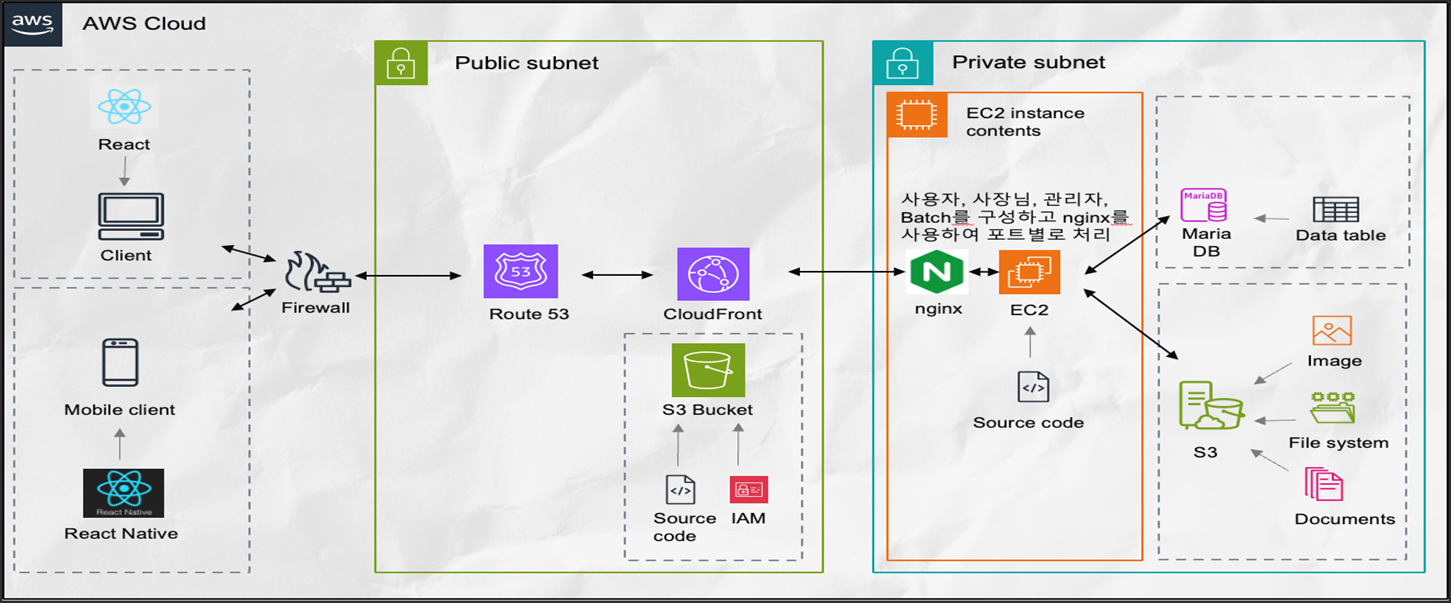 aws
AWS Cloud
React
Client
Mobile client
React Native
React Native
Firewall
Public subnet
53
Route 53
CloudFront
S3 Bucket
Source
code
IAM
Private subnet
EC2 instance
contents
사용자, 사장님, 관리자,
Batch를 구성하고 nginx를
사용하여 포트별로 처리
N
nginx
EC2
</>
Source code
MariaDB
Maria
DB
Data table
Image
File system
S3
Documents